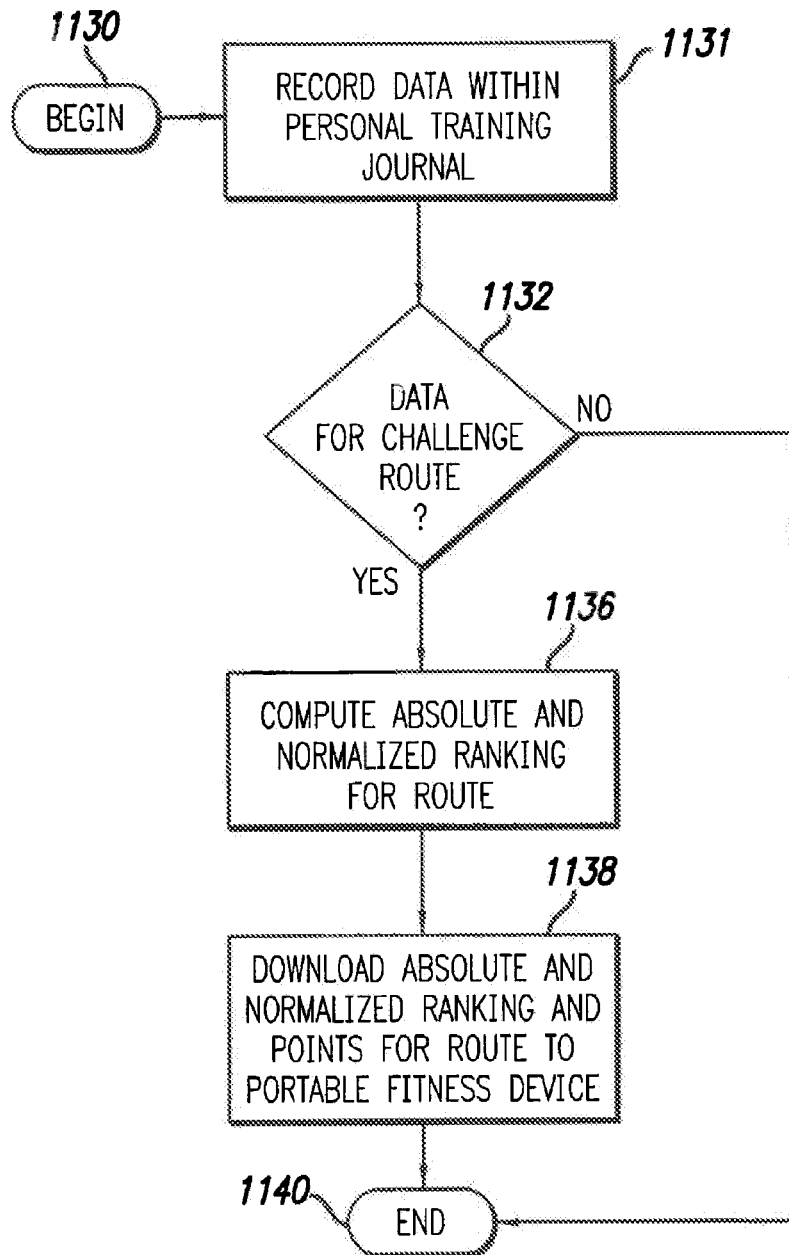 1130
BEGIN
1131
RECORD DATA WITHIN
PERSONAL TRAINING
JOURNAL
1132
DATA
FOR CHALLENGE
ROUTE
?
NO
YES
1136
COMPUTE ABSOLUTE AND
NORMALIZED RANKING
FOR ROUTE
1138
DOWNLOAD ABSOLUTE AND
NORMALIZED RANKING AND
POINTS FOR ROUTE TO
PORTABLE FITNESS DEVICE
1140
END